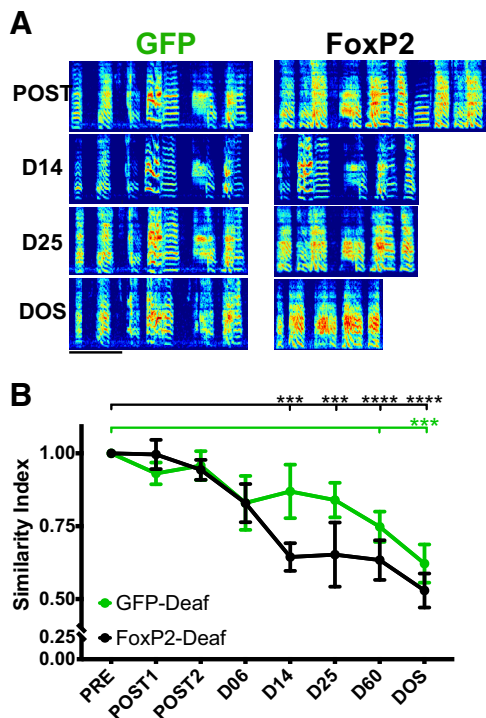 A
GFP FoxP2
POST
D14
D25
DOS
B
*** *** **** ****
***
Similarity Index
1.00
0.75
0.50
0.25
0.00
GFP-Deaf
FoxP2-Deaf
PRE POST1 POST2 D06 D14 D25 D60 DOS